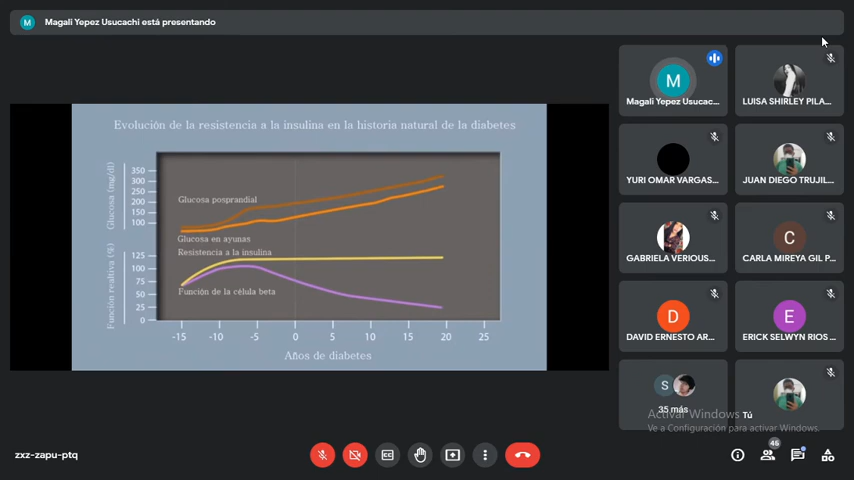 M
Magali Yepez Usucachi está presentando
Evolución de la resistencia a la insulina en la historia natural de la diabetes
Glucosa (mg/dl)
350
300
250
200
150
100
Glucosa posprandial
Glucosa en ayunas
Resistencia a la insulina
Función realtiva (%)
125
100
75
50
25
0
Función de la célula beta
-15
-10
-5
0
5
10
15
20
25
Años de diabetes
M
Magali Yepez Usucac...
LUISA SHIRLEY PILA...
YURI OMAR VARGAS...
JUAN DIEGO TRUJIL...
GABRIELA VERIOUS...
C
CARLA MIREYA GIL P...
D
DAVID ERNESTO AR...
E
ERICK SELWYN RIOS ...
S
35 más
Tú
Activar Windows
Ve a Configuración para activar Windows.
zxz-zapu-ptq
CC
45